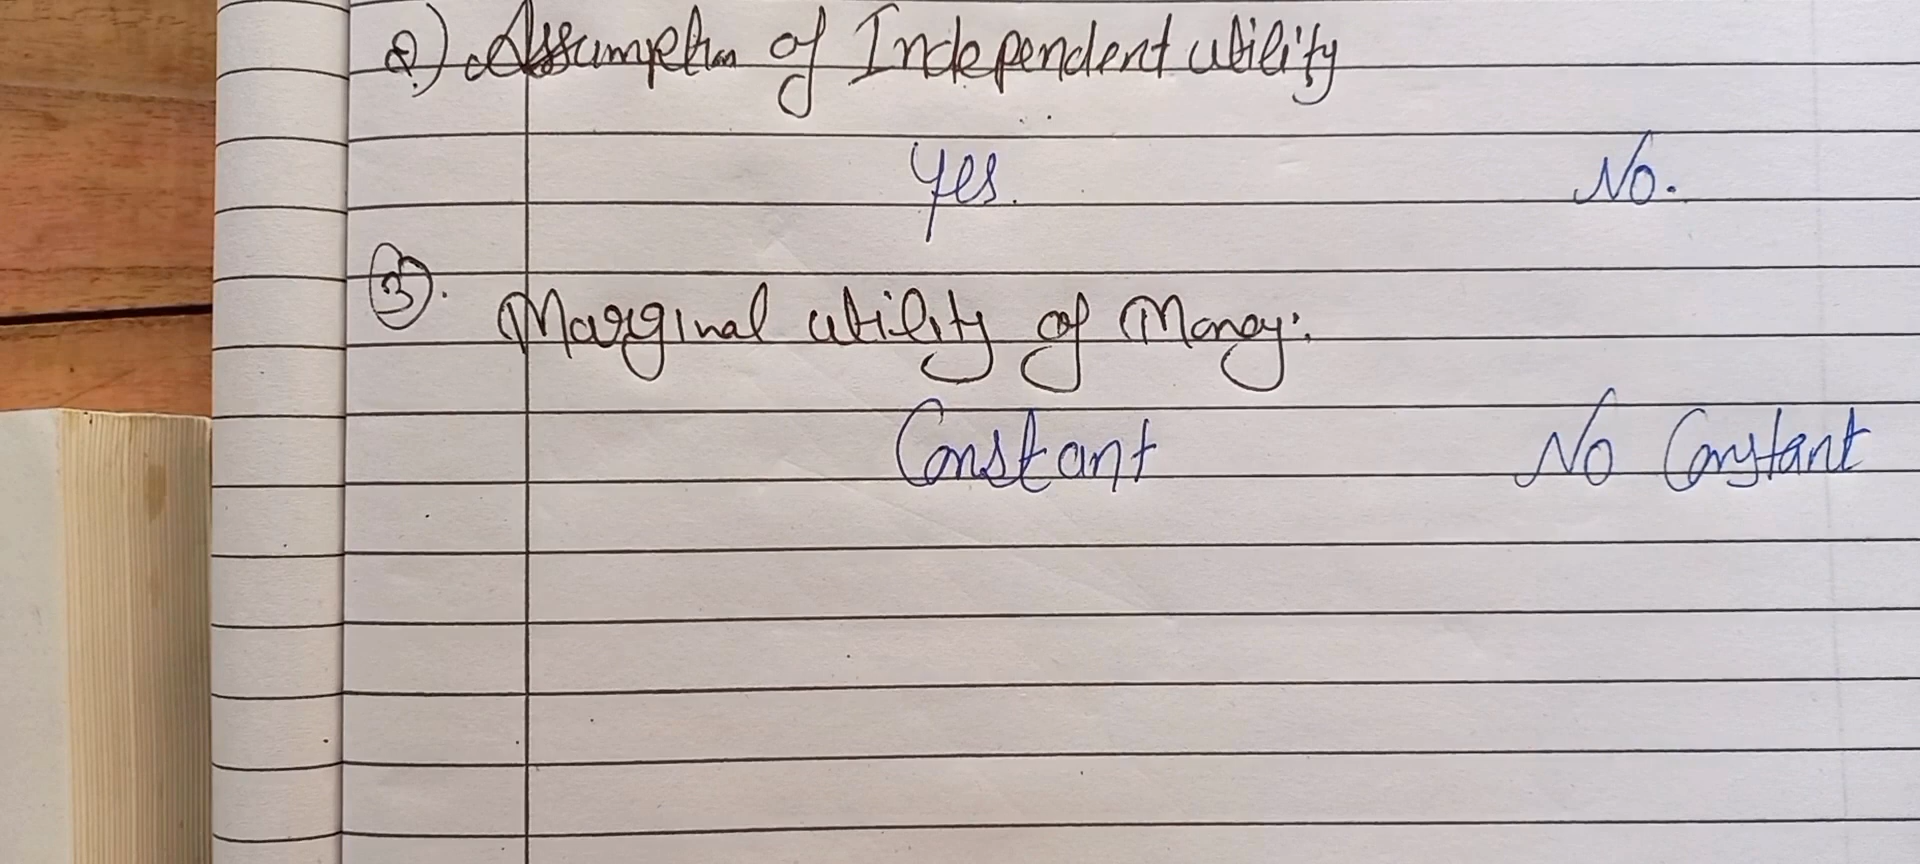 2) Assumption of Independent utility
Yes. No.
3. Marginal utility of Money:
Constant No Constant